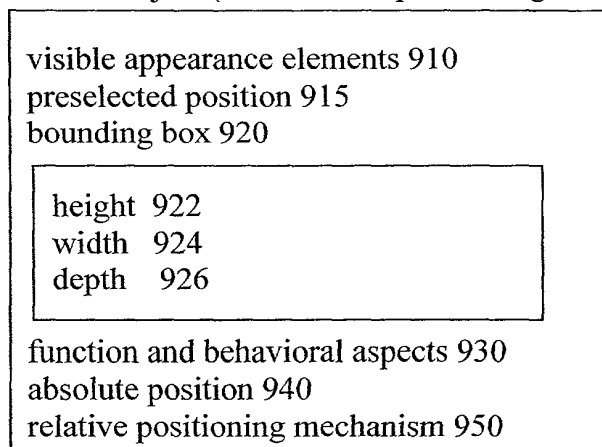 visible appearance elements 910
preselected position 915
bounding box 920
height 922
width 924
depth 926
function and behavioral aspects 930
absolute position 940
relative positioning mechanism 950